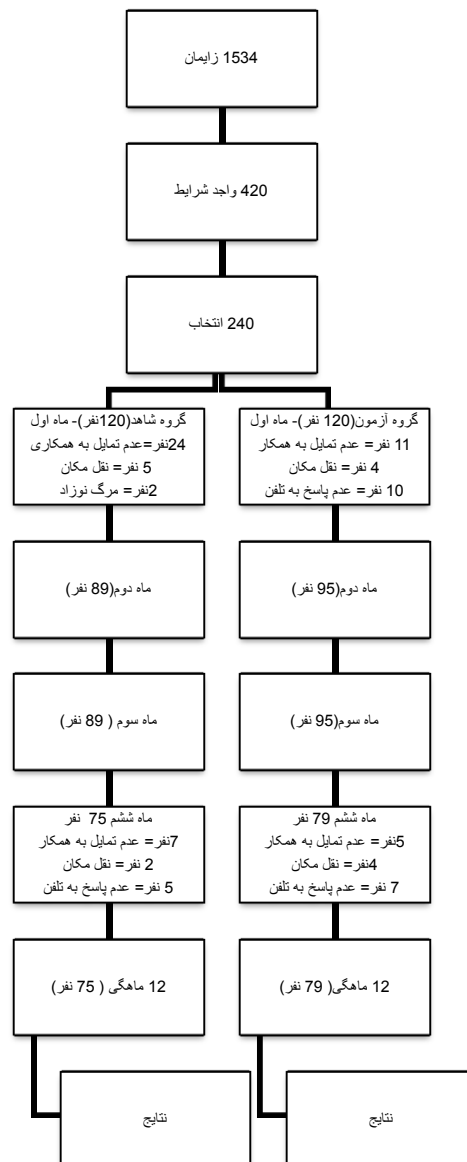 1534 زایمان
420 واجد شرایط
240 انتخاب
گروه آزمون(120 نفر)- ماه اول
11 نفر= عدم تمایل به همکار
4 نفر= نقل مکان
10 نفر= عدم پاسخ به تلفن
گروه شاهد(120نفر)- ماه اول
24نفر=عدم تمایل به همکاری
5 نفر= نقل مکان
2نفر= مرگ نوزاد
ماه دوم(95 نفر)
ماه دوم(89 نفر)
ماه سوم(95 نفر)
ماه سوم ( 89 نفر)
ماه ششم 79 نفر
5نفر= عدم تمایل به همکار
4نفر= نقل مکان
7 نفر= عدم پاسخ به تلفن
ماه ششم 75 نفر
7نفر= عدم تمایل به همکار
2 نفر= نقل مکان
5 نفر= عدم پاسخ به تلفن
12 ماهگی( 79 نفر)
12 ماهگی ( 75 نفر)
نتایج
نتایج